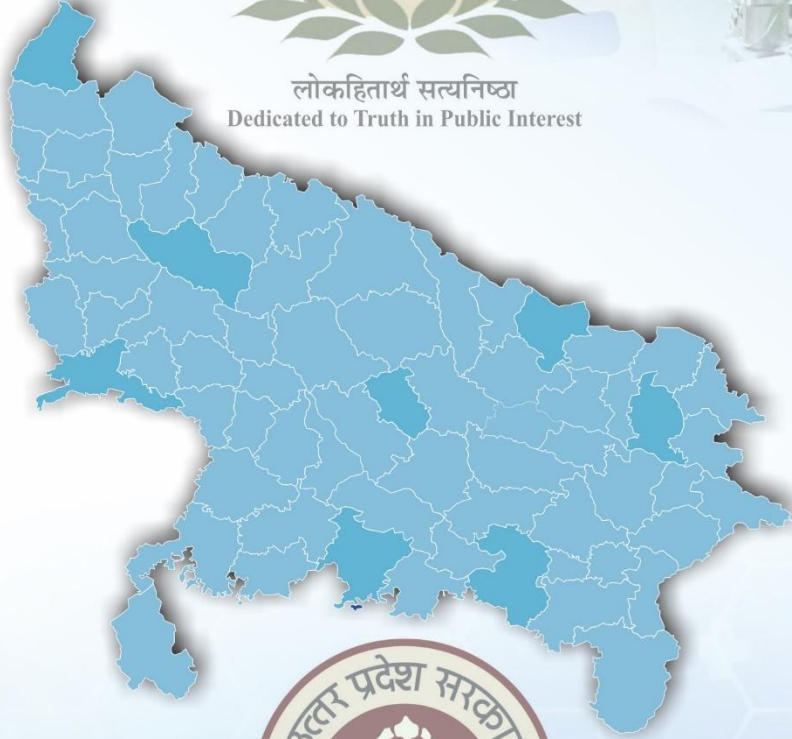 लोकहितार्थ सत्यनिष्ठा
Dedicated to Truth in Public Interest
उत्तर प्रदेश सरकार